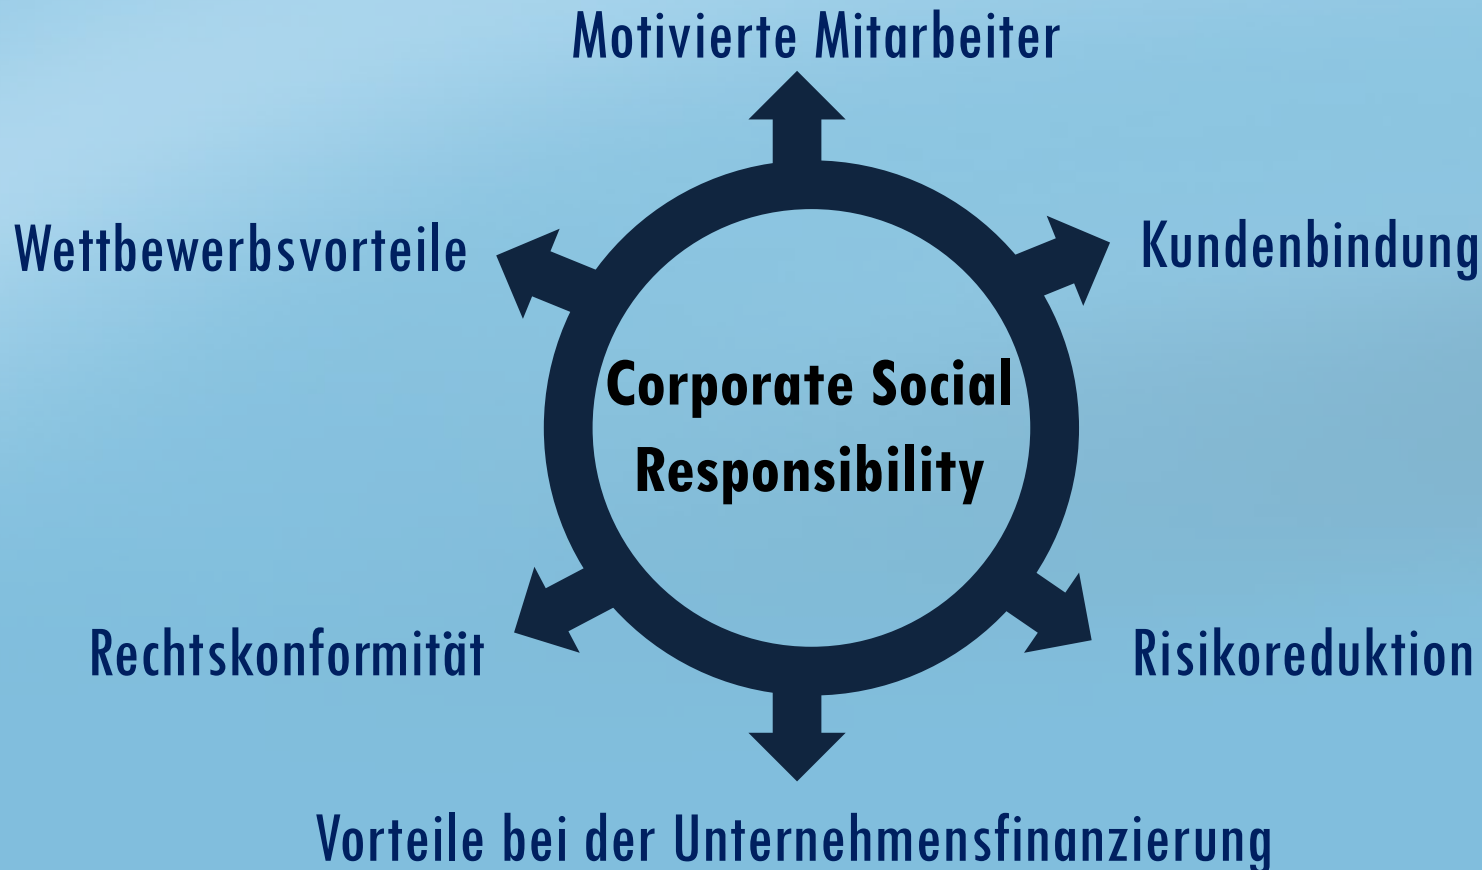 Motivierte Mitarbeiter
Wettbewerbsvorteile
Kundenbindung
Corporate Social
Responsibility
Rechtskonformität
Risikoreduktion
Vorteile bei der Unternehmensfinanzierung